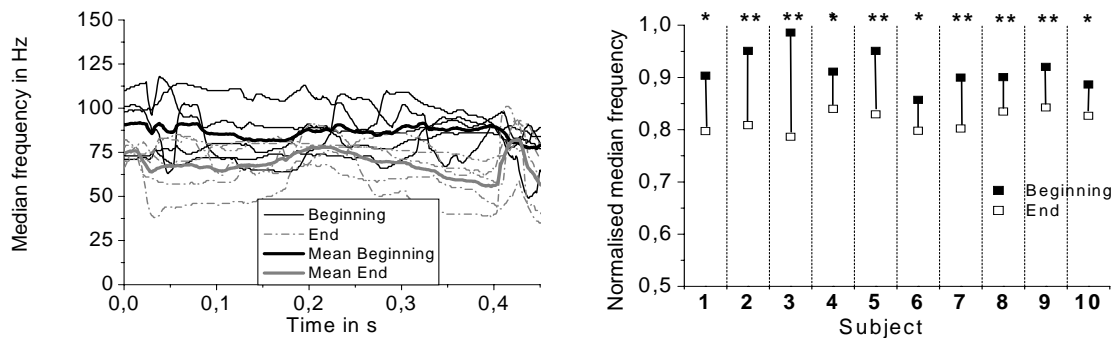 Median frequency in Hz
150
125
100
75
50
25
0
0,0
0,1
0,2
0,3
0,4
Time in s
Beginning
End
Mean Beginning
Mean End
Normalised median frequency
1,0
0,9
0,8
0,7
0,6
0,5
* ** ** * ** * ** ** ** *
Beginning
End
1 2 3 4 5 6 7 8 9 10
Subject